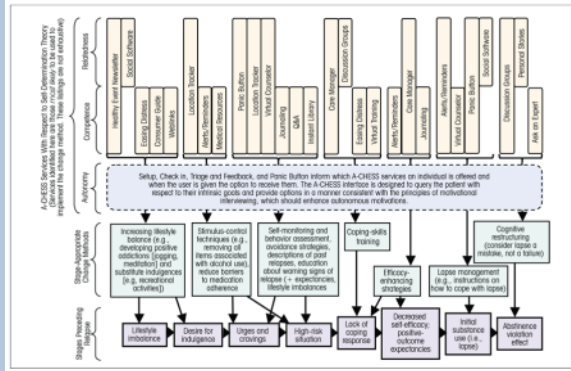 A-CHESS Services With Respect to Self-Determination Theory
(Services identified here are those most likely to be used to
implement the change method. These listings are not exhaustive)
Relatedness
Competence
Autonomy
Stage-Appropriate
Change Methods
Stages Preceding
Relapse
Healthy Event Newsletter
Social Software
Easing Distress
Consumer Guide
Weblinks
Location Tracker
Alerts/Reminders
Medical Resources
Panic Button
Location Tracker
Virtual Counselor
Journaling
Q&A
Instant Library
Care Manager
Discussion Groups
Easing Distress
Virtual Training
Alerts/Reminders
Care Manager
Journaling
Alerts/Reminders
Virtual Counselor
Panic Button
Social Software
Discussion Groups
Personal Stories
Ask an Expert
Setup, Check in, Triage and Feedback, and Panic Button inform which A-CHESS services an individual is offered and
when the user is given the option to receive them. The A-CHESS interface is designed to query the patient with
respect to their intrinsic goals and provide options in a manner consistent with the principles of motivational
interviewing, which should enhance autonomous motivations.
Increasing lifestyle
balance (e.g.,
developing positive
addictions [jogging,
meditation] and
substitute indulgences
[e.g., recreational
activities])
Stimulus-control
techniques (e.g.,
removing all
items associated
with alcohol use),
reduce barriers
to medication
adherence
Self-monitoring and
behavior assessment,
avoidance strategies,
descriptions of past
relapses, education
about warning signs of
relapse (+ expectancies,
lifestyle imbalances
Coping-skills
training
Efficacy-
enhancing
strategies
Lapse management
(e.g., instructions on
how to cope with lapse)
Cognitive
restructuring
(consider lapse a
mistake, not a failure)
Lifestyle
imbalance
Desire for
indulgence
Urges and
cravings
High-risk
situation
Lack of
coping
response
Decreased
self-efficacy;
positive-
outcome
expectancies
Initial
substance
use (i.e.,
lapse)
Abstinence
violation
effect